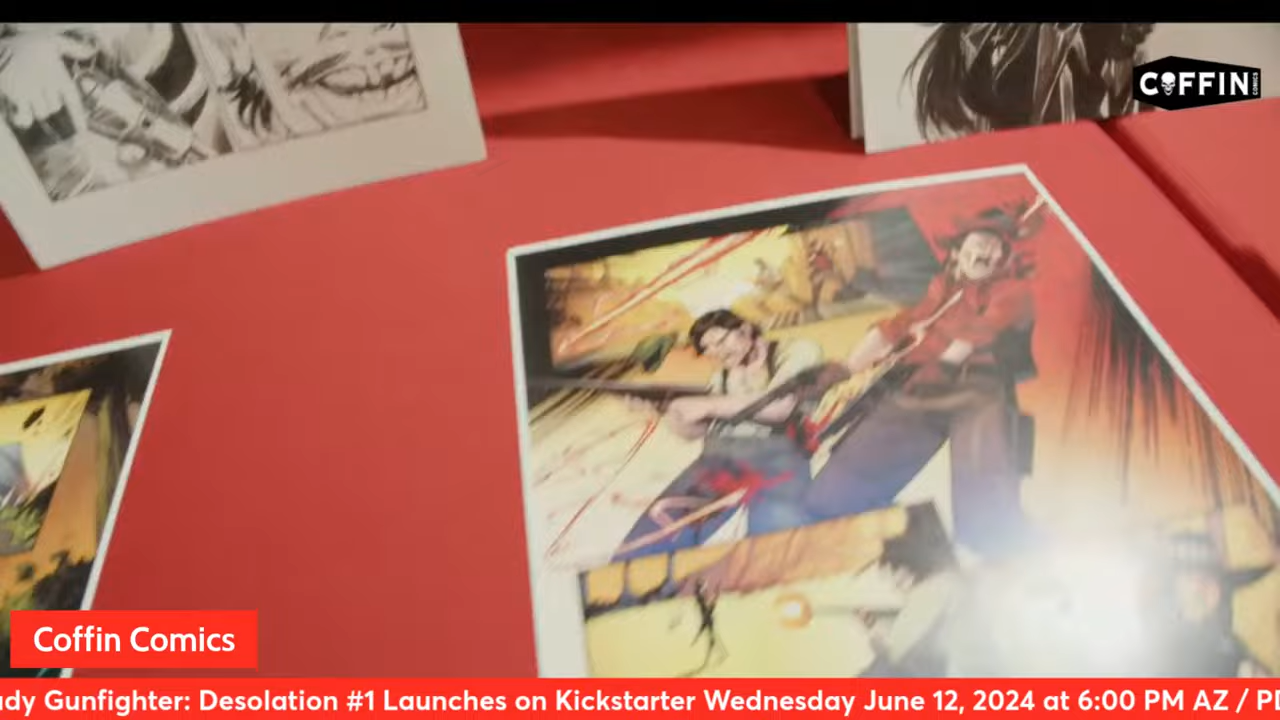 COFFIN
COMICS
Coffin Comics
dy Gunfighter: Desolation #1 Launches on Kickstarter Wednesday June 12, 2024 at 6:00 PM AZ / P